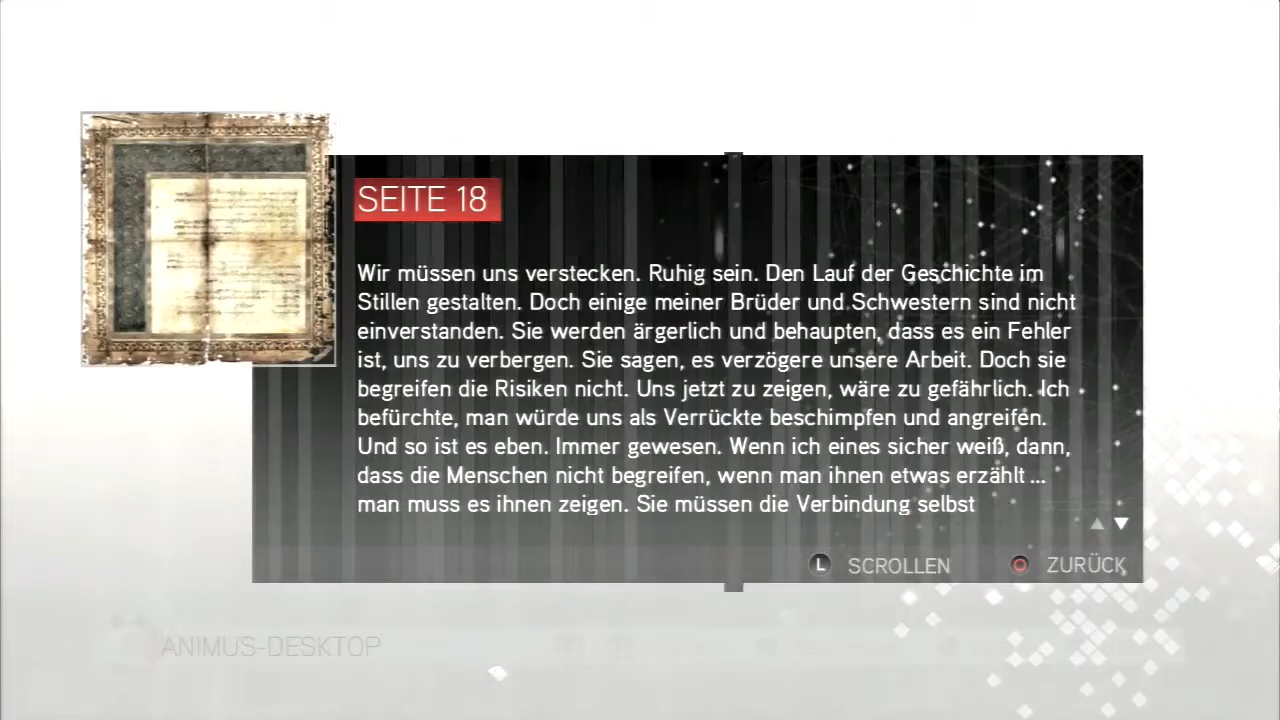 SEITE 18
Wir müssen uns verstecken. Ruhig sein. Den Lauf der Geschichte im
Stillen gestalten. Doch einige meiner Brüder und Schwestern sind nicht
einverstanden. Sie werden ärgerlich und behaupten, dass es ein Fehler
ist, uns zu verbergen. Sie sagen, es verzögere unsere Arbeit. Doch sie
begreifen die Risiken nicht. Uns jetzt zu zeigen, wäre zu gefährlich. Ich
befürchte, man würde uns als Verrückte beschimpfen und angreifen.
Und so ist es eben. Immer gewesen. Wenn ich eines sicher weiß, dann,
dass die Menschen nicht begreifen, wenn man ihnen etwas erzählt ...
man muss es ihnen zeigen. Sie müssen die Verbindung selbst
L SCROLLEN ZURÜCK
ANIMUS-DESKTOP